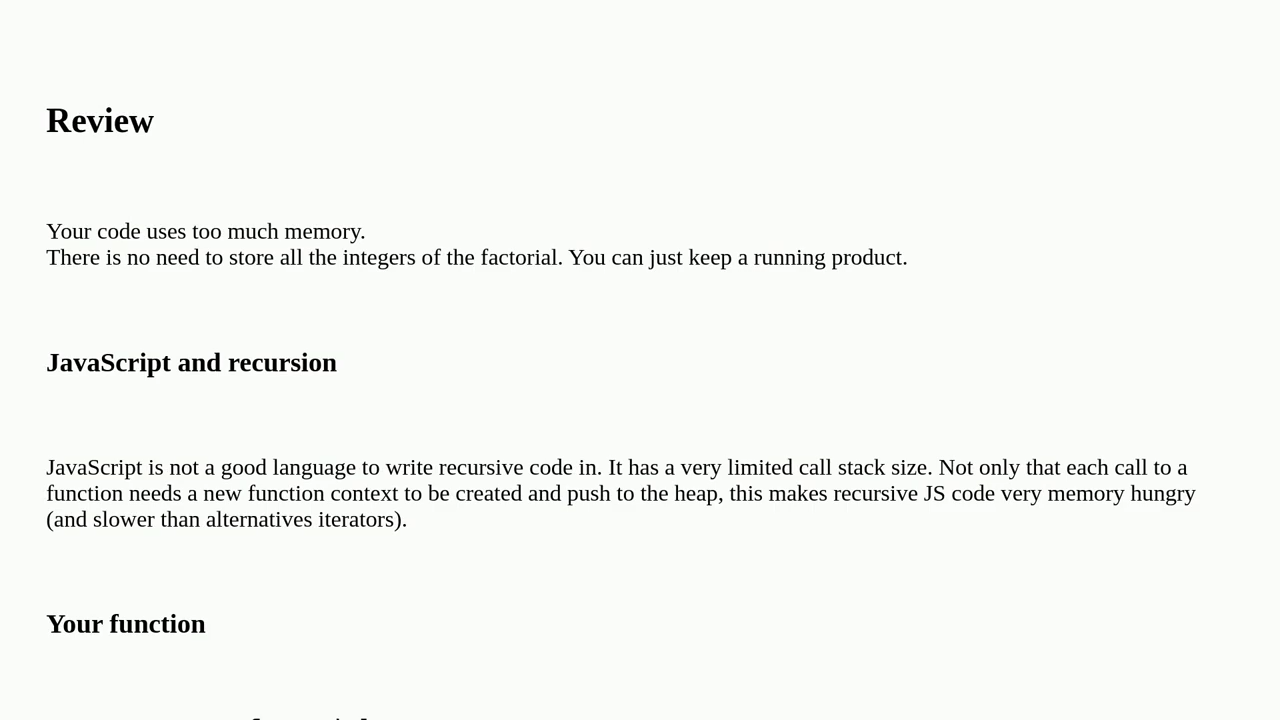 Review
Your code uses too much memory.
There is no need to store all the integers of the factorial. You can just keep a running product.
JavaScript and recursion
JavaScript is not a good language to write recursive code in. It has a very limited call stack size. Not only that each call to a
function needs a new function context to be created and push to the heap, this makes recursive JS code very memory hungry
(and slower than alternatives iterators).
Your function